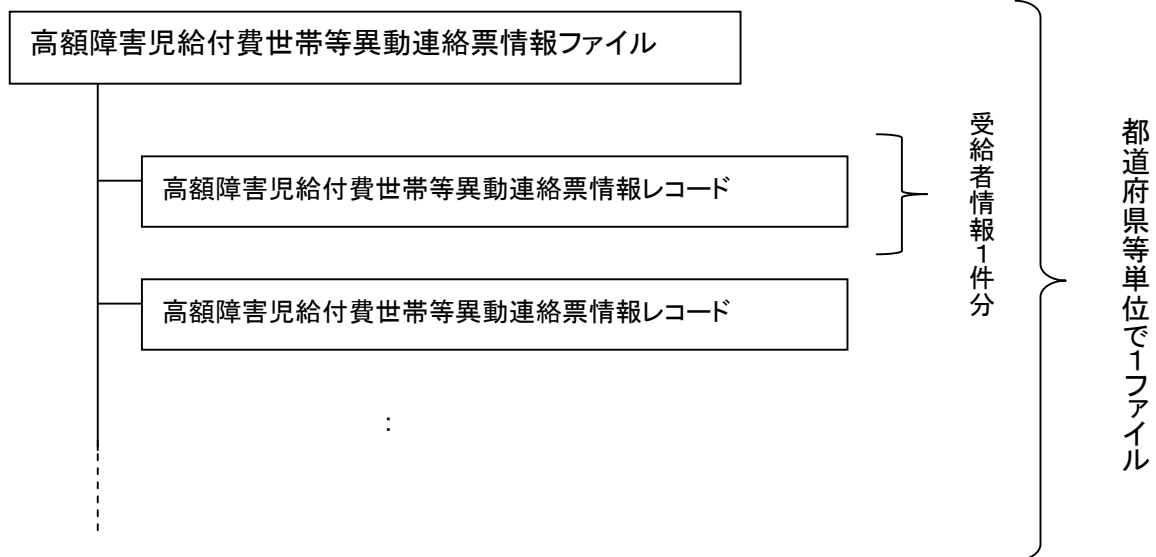 高額障害児給付費世帯等異動連絡票情報ファイル
高額障害児給付費世帯等異動連絡票情報レコード
高額障害児給付費世帯等異動連絡票情報レコード
:
受給者情報1件分
都道府県等単位で1ファイル